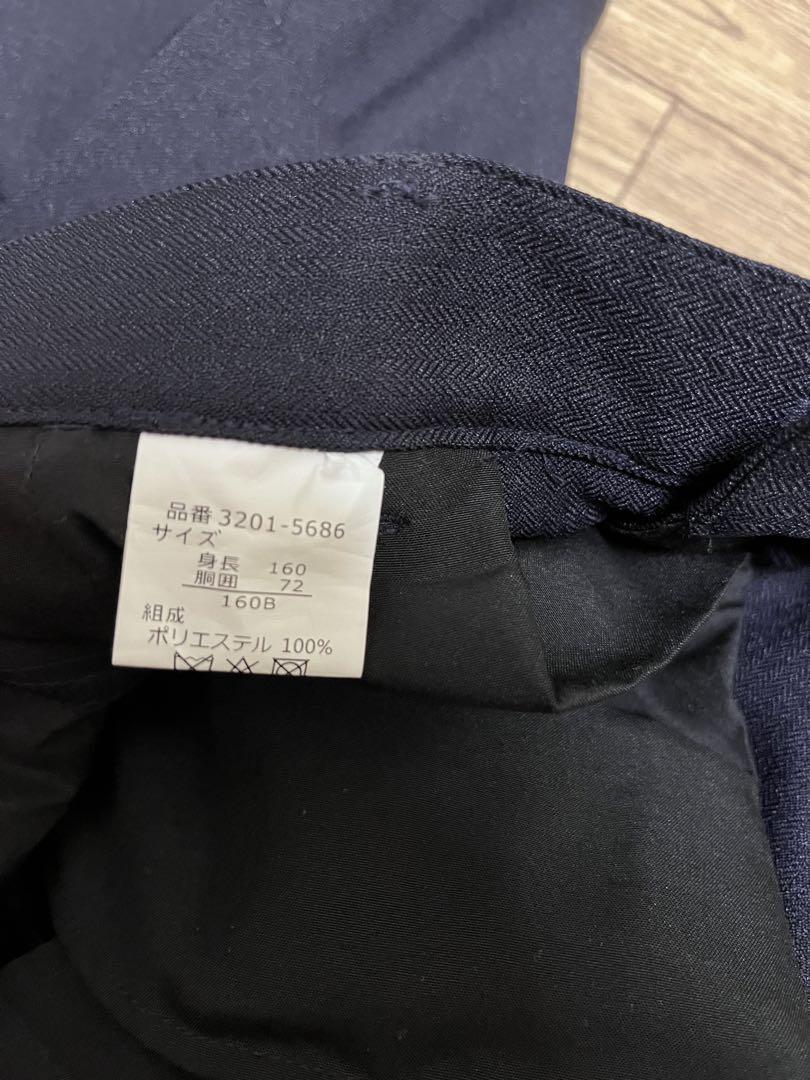 品番 3201-5686
サイズ
身長 160
胴囲 72
160B
組成
ポリエステル 100%